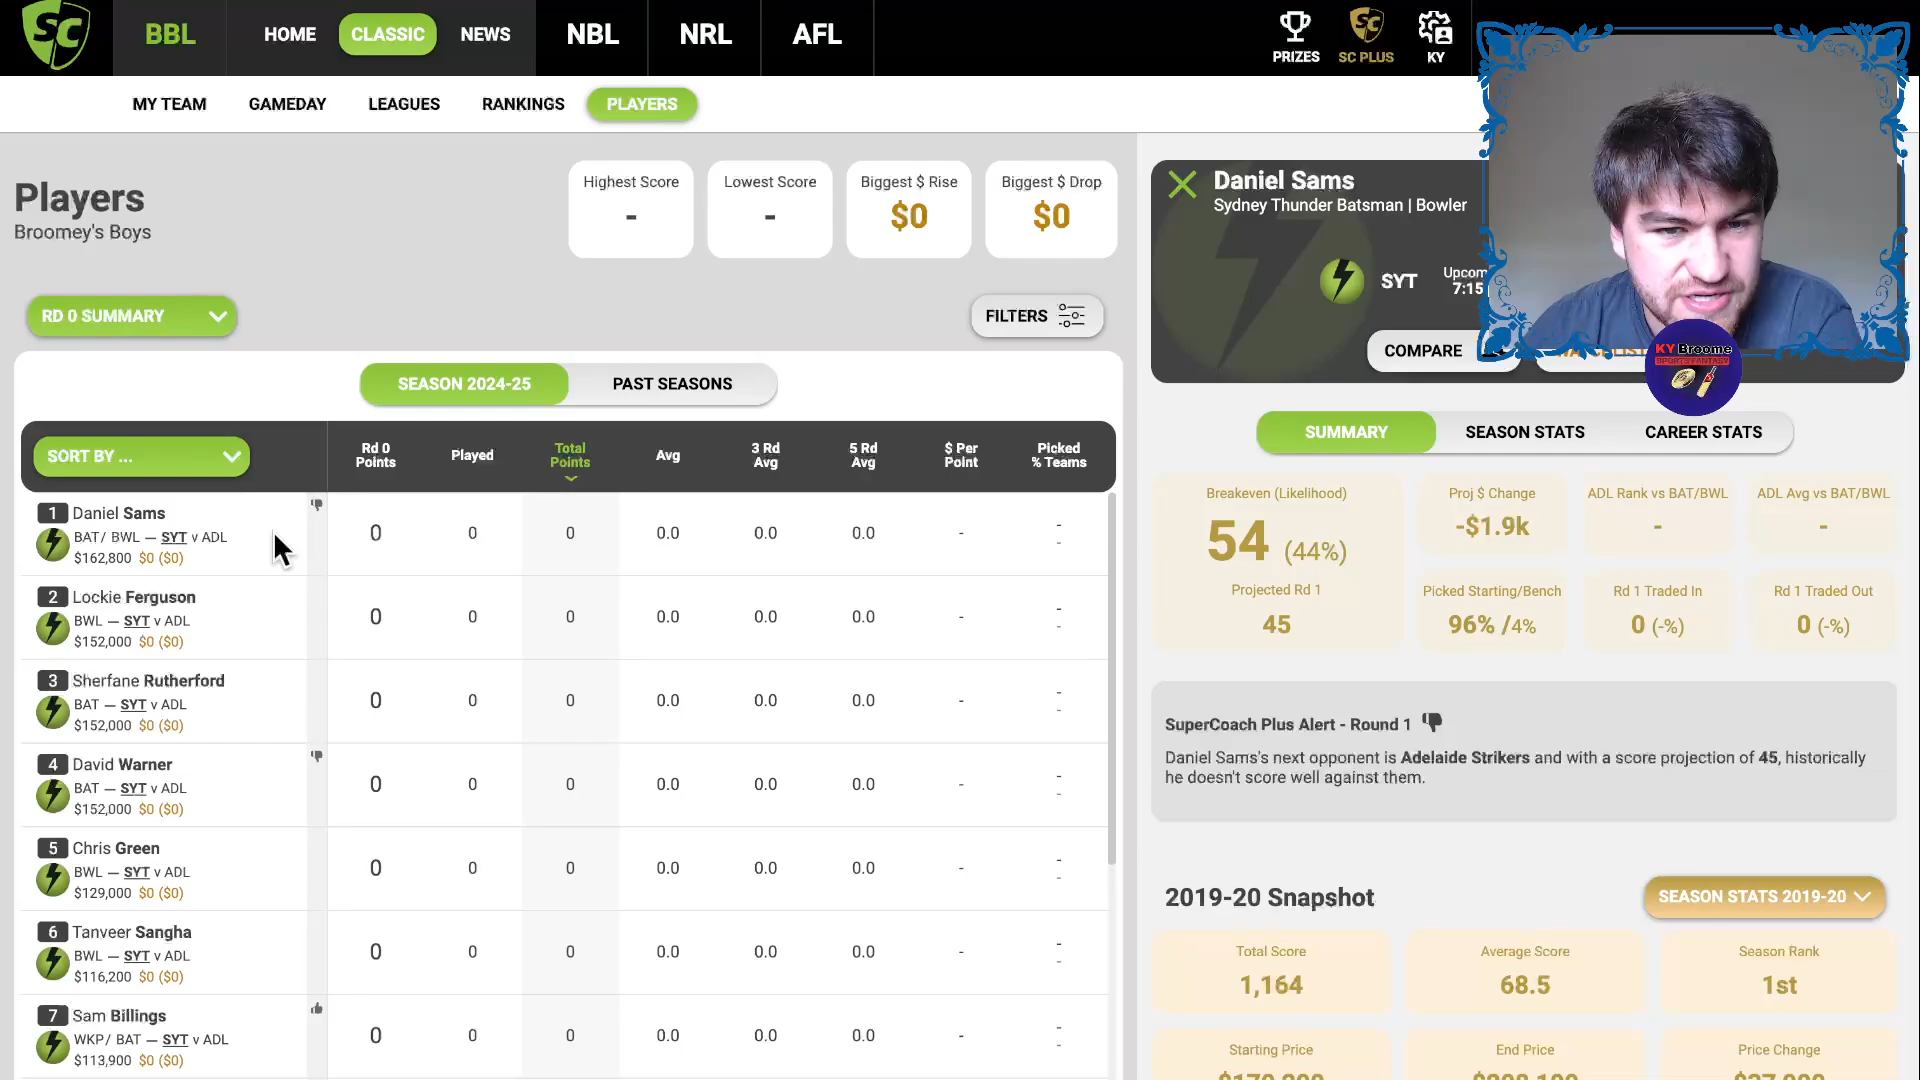 SC
BBL
HOME
CLASSIC
NEWS
NBL
NRL
AFL
PRIZES
SC PLUS
KY
MY TEAM
GAMEDAY
LEAGUES
RANKINGS
PLAYERS
Players
Broomey's Boys
Highest Score
-
Lowest Score
-
Biggest $ Rise
$0
Biggest $ Drop
$0
RD 0 SUMMARY
FILTERS
SEASON 2024-25
PAST SEASONS
SORT BY ...
Rd 0 Points
Played
Total Points
Avg
3 Rd Avg
5 Rd Avg
$ Per Point
Picked % Teams
1 Daniel Sams
BAT/ BWL — SYT v ADL
$162,800 $0 ($0)
0 0 0 0.0 0.0 0.0 - - -
2 Lockie Ferguson
BWL — SYT v ADL
$152,000 $0 ($0)
0 0 0 0.0 0.0 0.0 - - -
3 Sherfane Rutherford
BAT — SYT v ADL
$152,000 $0 ($0)
0 0 0 0.0 0.0 0.0 - - -
4 David Warner
BAT — SYT v ADL
$152,000 $0 ($0)
0 0 0 0.0 0.0 0.0 - - -
5 Chris Green
BWL — SYT v ADL
$129,000 $0 ($0)
0 0 0 0.0 0.0 0.0 - - -
6 Tanveer Sangha
BWL — SYT v ADL
$116,200 $0 ($0)
0 0 0 0.0 0.0 0.0 - - -
7 Sam Billings
WKP/ BAT — SYT v ADL
$113,900 $0 ($0)
0 0 0 0.0 0.0 0.0 - - -
Daniel Sams
Sydney Thunder Batsman | Bowler
SYT
Upcom
7:15
COMPARE
KY Broome
SPORTS FANTASY
SUMMARY
SEASON STATS
CAREER STATS
Breakeven (Likelihood)
54 (44%)
Projected Rd 1
45
Proj $ Change
-$1.9k
ADL Rank vs BAT/BWL
-
ADL Avg vs BAT/BWL
-
Picked Starting/Bench
96% /4%
Rd 1 Traded In
0 (-%)
Rd 1 Traded Out
0 (-%)
SuperCoach Plus Alert - Round 1
Daniel Sams's next opponent is Adelaide Strikers and with a score projection of 45, historically
he doesn't score well against them.
2019-20 Snapshot
SEASON STATS 2019-20
Total Score
1,164
Average Score
68.5
Season Rank
1st
Starting Price
End Price
Price Change